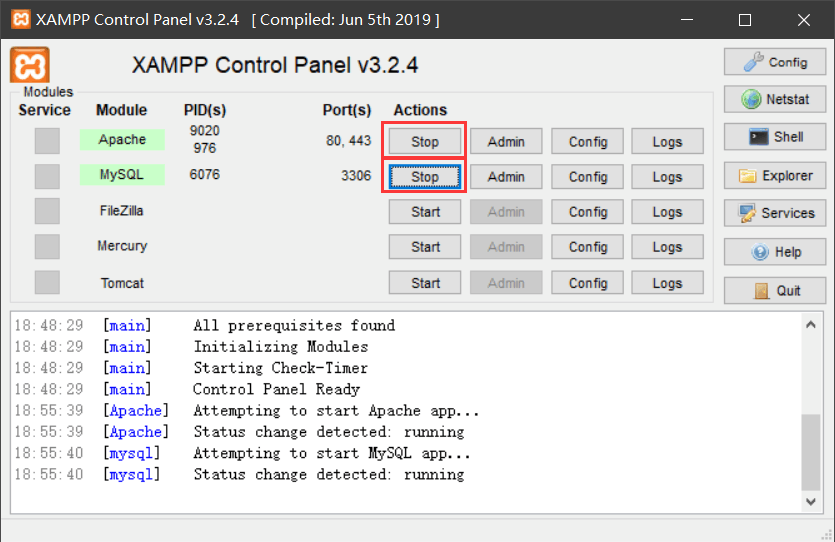 XAMPP Control Panel v3.2.4 [ Compiled: Jun 5th 2019 ]
XAMPP Control Panel v3.2.4
Config
Modules
Service Module PID(s) Port(s) Actions
Netstat
Apache 9020 976 80, 443 Stop Admin Config Logs
Shell
MySQL 6076 3306 Stop Admin Config Logs
Explorer
FileZilla Start Admin Config Logs
Services
Mercury Start Admin Config Logs
Help
Tomcat Start Admin Config Logs
Quit
18:48:29 [main] All prerequisites found
18:48:29 [main] Initializing Modules
18:48:29 [main] Starting Check-Timer
18:48:29 [main] Control Panel Ready
18:55:39 [Apache] Attempting to start Apache app...
18:55:39 [Apache] Status change detected: running
18:55:40 [mysql] Attempting to start MySQL app...
18:55:40 [mysql] Status change detected: running